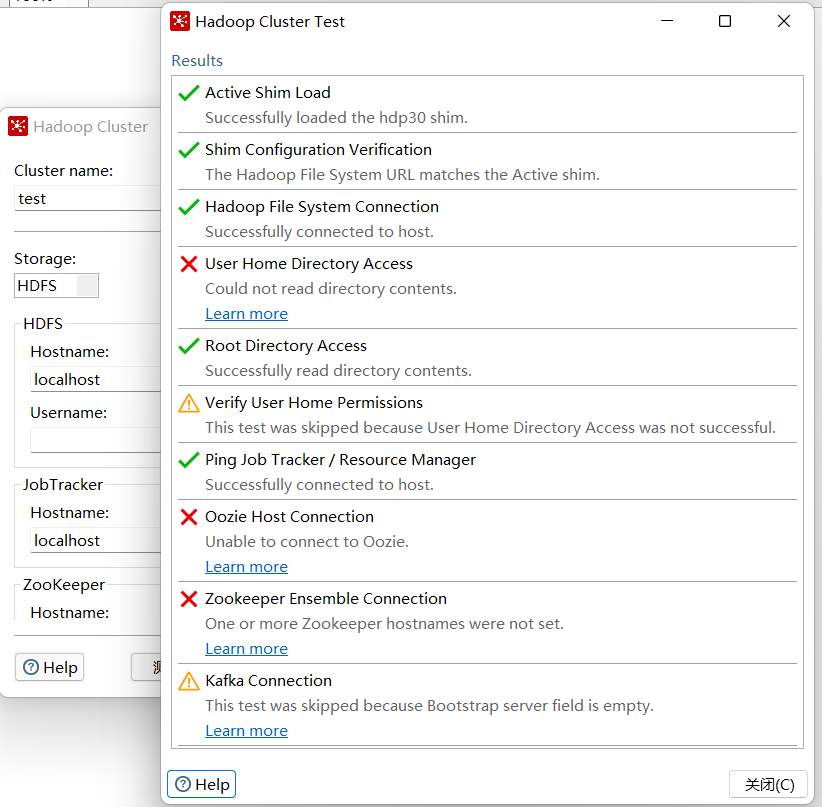 Hadoop Cluster Test
Results
Active Shim Load
Successfully loaded the hdp30 shim.
Shim Configuration Verification
The Hadoop File System URL matches the Active shim.
Hadoop File System Connection
Successfully connected to host.
User Home Directory Access
Could not read directory contents.
Learn more
Root Directory Access
Successfully read directory contents.
Verify User Home Permissions
This test was skipped because User Home Directory Access was not successful.
Ping Job Tracker / Resource Manager
Successfully connected to host.
Oozie Host Connection
Unable to connect to Oozie.
Learn more
Zookeeper Ensemble Connection
One or more Zookeeper hostnames were not set.
Learn more
Kafka Connection
This test was skipped because Bootstrap server field is empty.
Learn more
Help
关闭(C)
Hadoop Cluster
Cluster name:
test
Storage:
HDFS
HDFS
Hostname:
localhost
Username:
JobTracker
Hostname:
localhost
ZooKeeper
Hostname:
Help